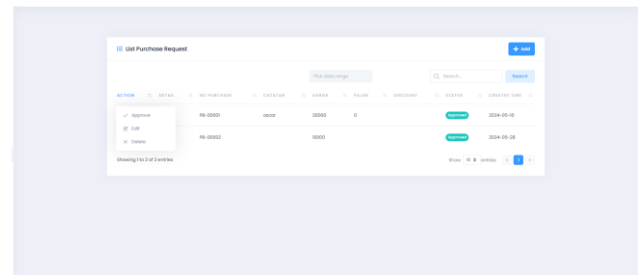 List Purchase Request
+ Add
Pick date range
Search...
Search
ACTION DETAIL NO PURCHASE CATATAN HARGA PAJAK DISCOUNT STATUS CREATED TIME
Approve
Edit
Delete
PR-00001 oscar 30000 0 Approved 2024-05-10
PR-00002 10000 Approved 2024-05-28
Showing 1 to 2 of 2 entries
Show 10 entries 1